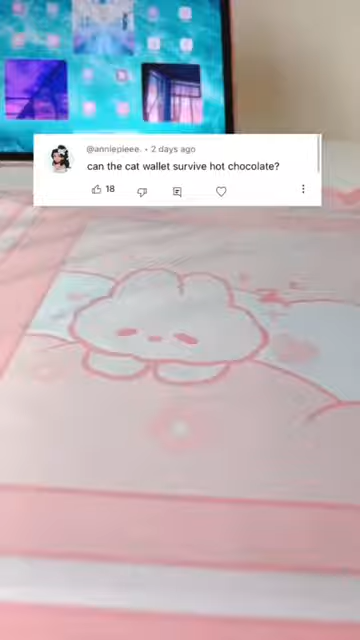 @anniepieee. • 2 days ago
can the cat wallet survive hot chocolate?
18